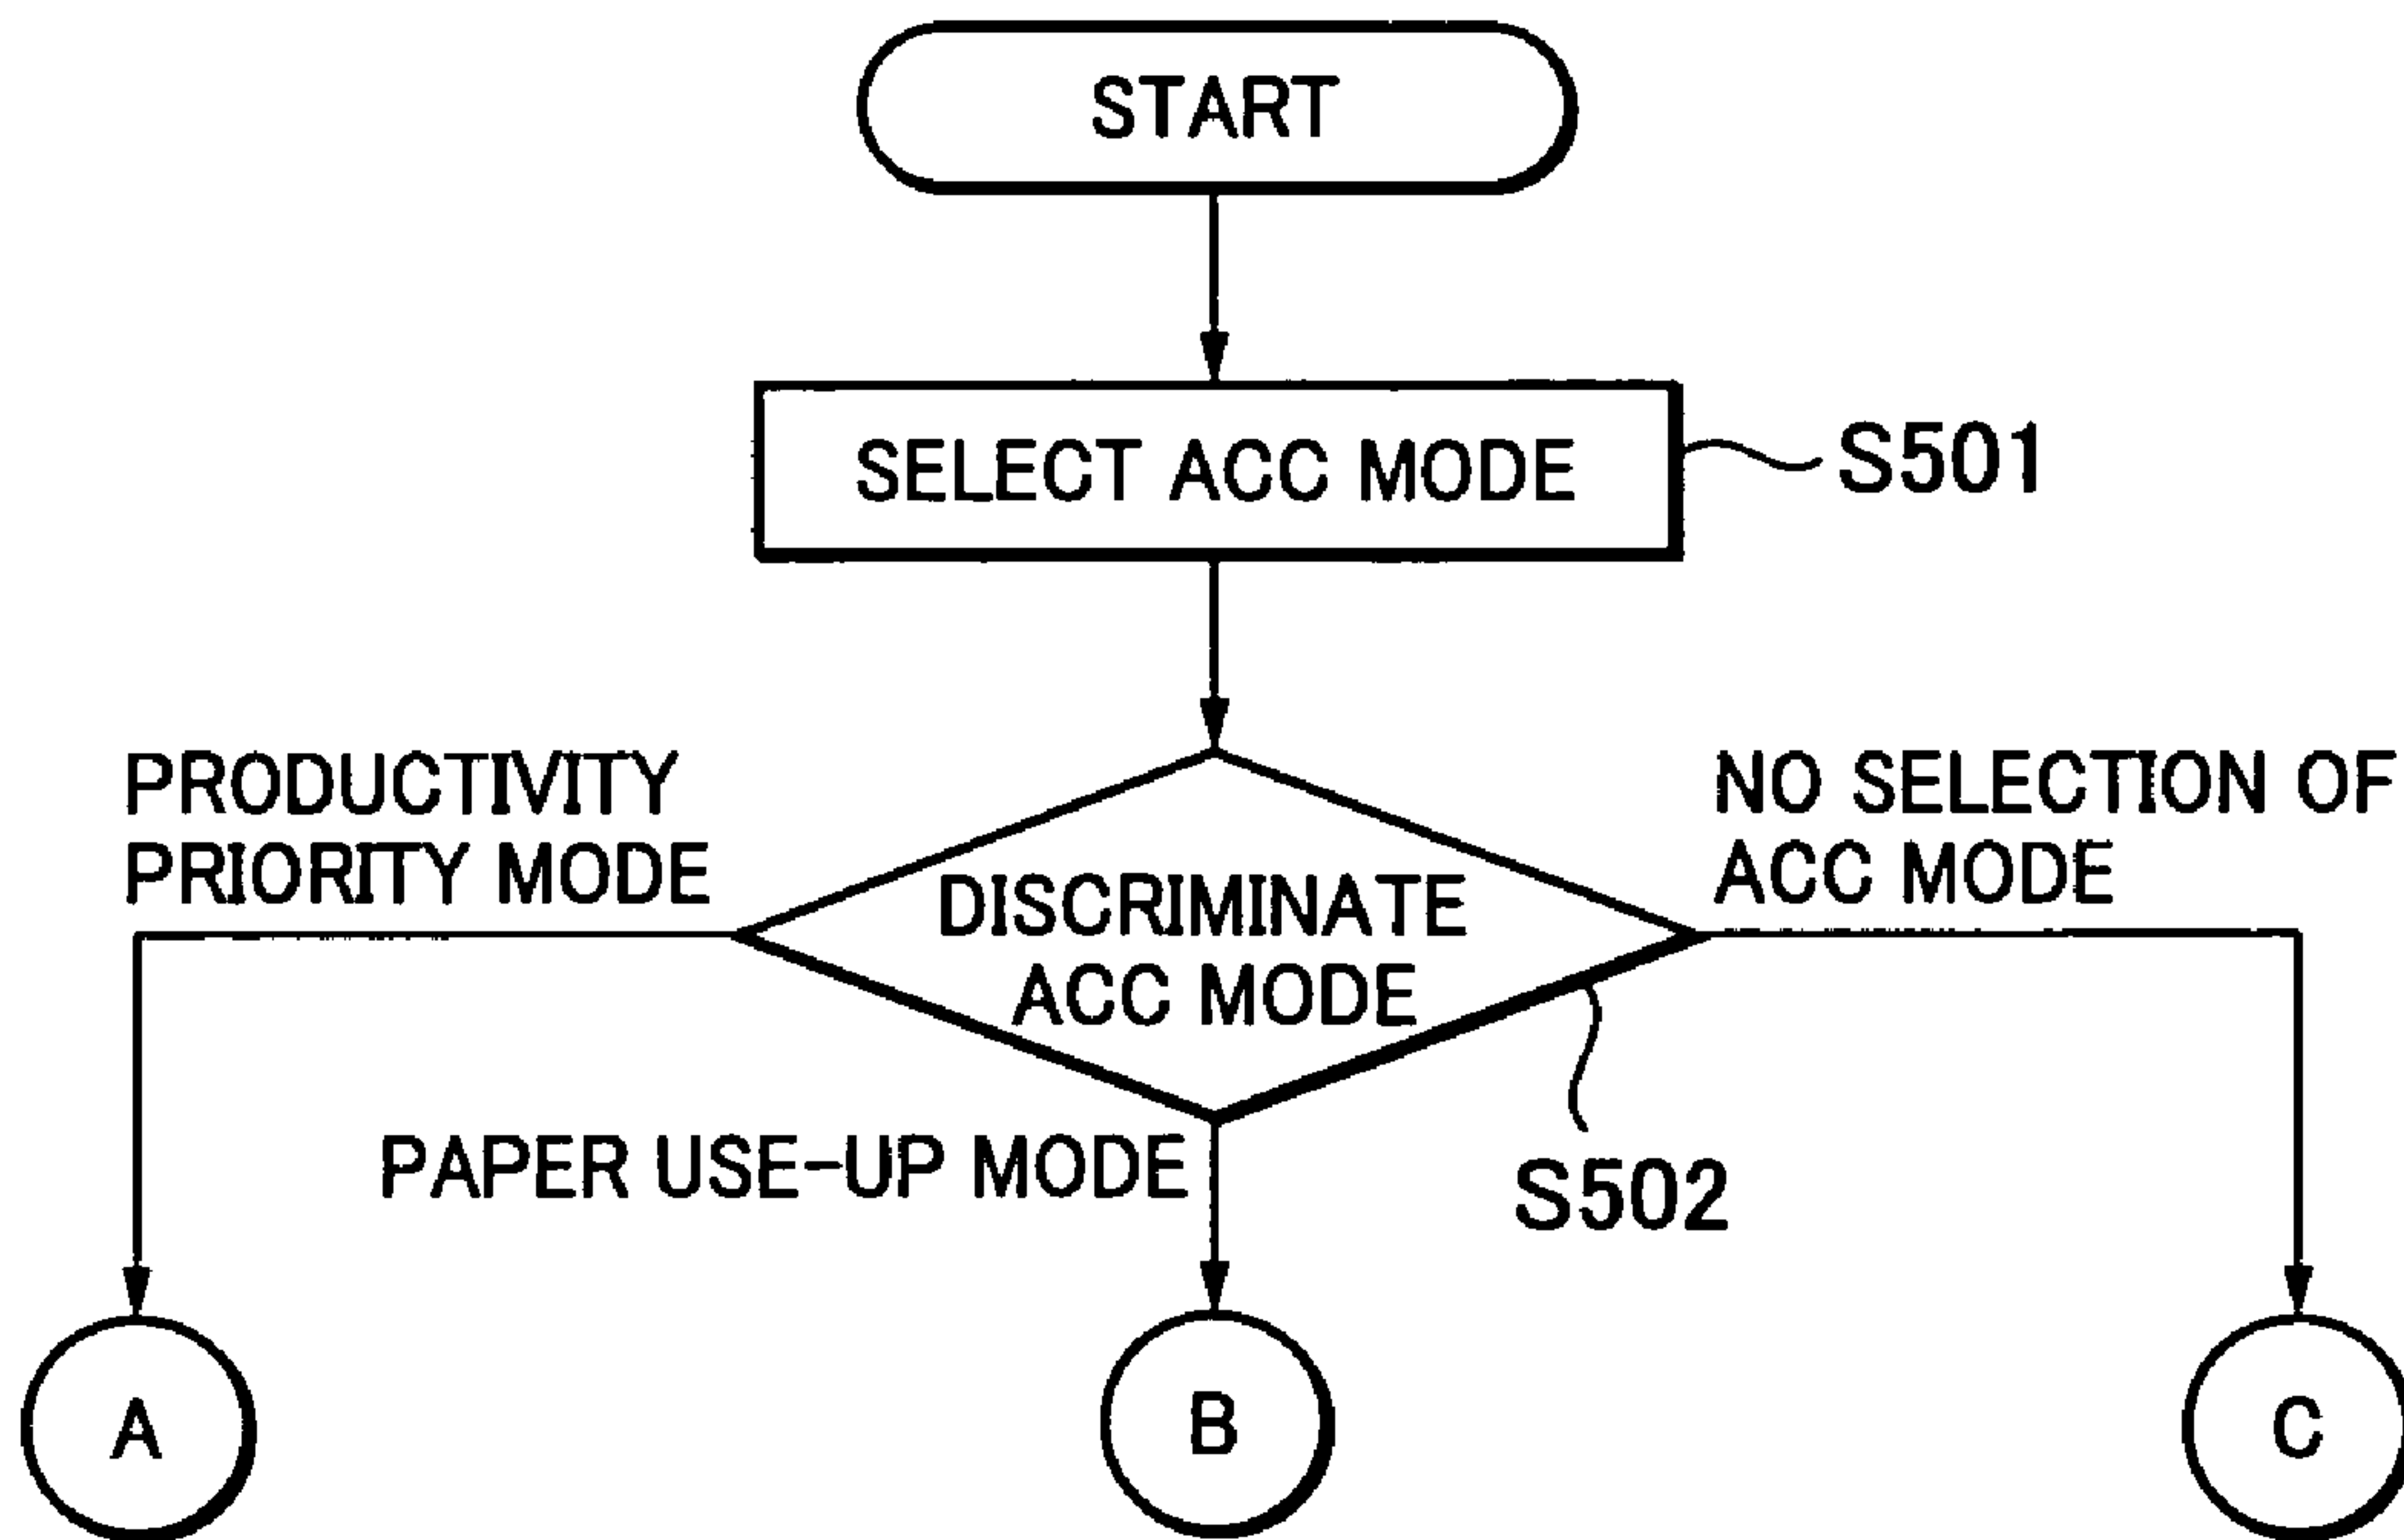 START
SELECT ACC MODE
S501
PRODUCTIVITY
PRIORITY MODE
NO SELECTION OF
ACC MODE
DISCRIMINATE
ACC MODE
PAPER USE-UP MODE
S502
A
B
C